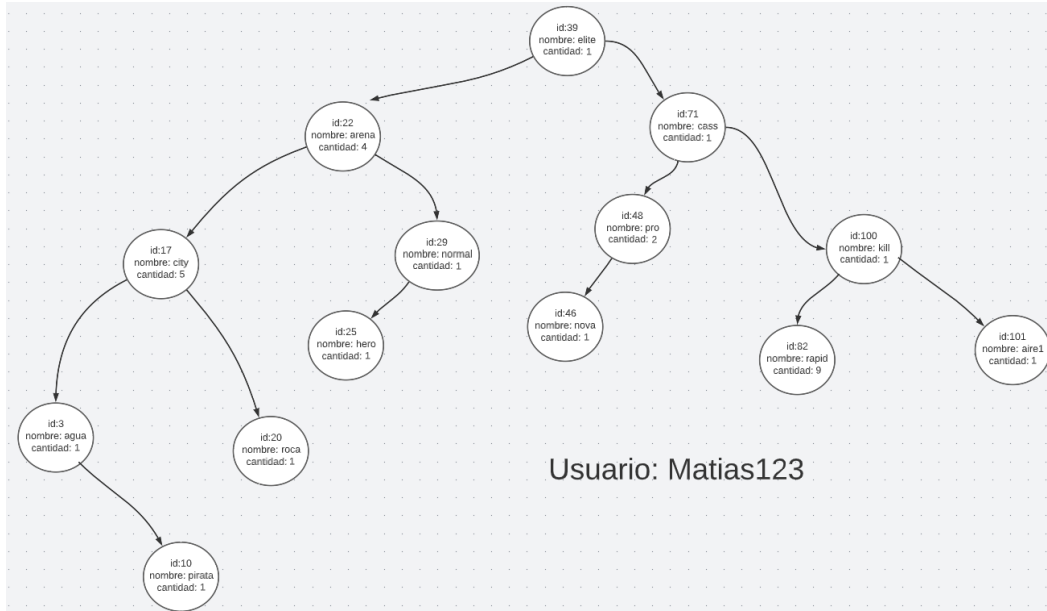 id:39
nombre: elite
cantidad: 1
id:22
nombre: arena
cantidad: 4
id:71
nombre: cass
cantidad: 1
id:17
nombre: city
cantidad: 5
id:29
nombre: normal
cantidad: 1
id:48
nombre: pro
cantidad: 2
id:100
nombre: kill
cantidad: 1
id:25
nombre: hero
cantidad: 1
id:46
nombre: nova
cantidad: 1
id:82
nombre: rapid
cantidad: 9
id:101
nombre: aire1
cantidad: 1
id:3
nombre: agua
cantidad: 1
id:20
nombre: roca
cantidad: 1
Usuario: Matias123
id:10
nombre: pirata
cantidad: 1